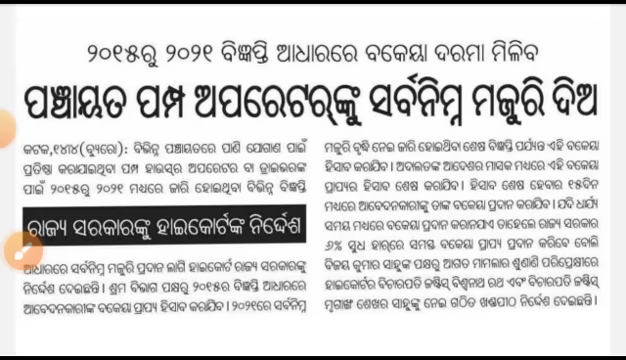 ୨୦୧୫ରୁ ୨୦୨୧ ବିଜ୍ଞପ୍ତି ଆଧାରରେ ବକେୟା ଦରମା ମିଳିବ
ପଞ୍ଚାୟତ ପମ୍ପ ଅପରେଟର୍‌ଙ୍କୁ ସର୍ବନିମ୍ନ ମଜୁରି ଦିଅ
କଟକ,୧୪।୪(ବ୍ୟୁରୋ): ବିଭିନ୍ନ ପଞ୍ଚାୟତରେ ପାଣି ଯୋଗାଣ ପାଇଁ
ପ୍ରତିଷ୍ଠା କରାଯାଇଥିବା ପମ୍ପ ହାଉସ୍‌ର ଅପରେଟର ବା ଡ୍ରାଇଭରଙ୍କ
ପାଇଁ ୨୦୧୫ରୁ ୨୦୨୧ ମଧ୍ୟରେ ଜାରି ହୋଇଥିବା ବିଭିନ୍ନ ବିଜ୍ଞପ୍ତି
ରାଜ୍ୟ ସରକାରଙ୍କୁ ହାଇକୋର୍ଟଙ୍କ ନିର୍ଦ୍ଦେଶ
ଆଧାରରେ ସର୍ବନିମ୍ନ ମଜୁରି ପ୍ରଦାନ ଲାଗି ହାଇକୋର୍ଟ ରାଜ୍ୟ ସରକାରଙ୍କୁ
ନିର୍ଦ୍ଦେଶ ଦେଇଛନ୍ତି। ଶ୍ରମ ବିଭାଗ ପକ୍ଷରୁ ୨୦୧୫ର ବିଜ୍ଞପ୍ତି ଆଧାରରେ
ଆବେଦନକାରୀଙ୍କ ବକେୟା ପ୍ରାପ୍ୟ ହିସାବ କରାଯିବ। ୨୦୨୧ରେ ସର୍ବନିମ୍ନ
ମଜୁରି ବୃଦ୍ଧି ନେଇ ଜାରି ହୋଇଥିବା ଶେଷ ବିଜ୍ଞପ୍ତି ପର୍ଯ୍ୟନ୍ତ ଏହି ବକେୟା
ହିସାବ କରାଯିବ। ଅଦାଲତଙ୍କ ଆଦେଶର ମାସକ ମଧ୍ୟରେ ଏହି ବକେୟା
ପ୍ରାପ୍ୟର ହିସାବ ଶେଷ କରାଯିବ। ହିସାବ ଶେଷ ହେବାର ୧୫ଦିନ
ମଧ୍ୟରେ ଆବେଦନକାରୀଙ୍କୁ ତାଙ୍କ ବକେୟା ପ୍ରଦାନ କରାଯିବ। ଯଦି ଧାର୍ଯ୍ୟ
ସମୟ ମଧ୍ୟରେ ବକେୟା ପ୍ରଦାନ କରାନଯାଏ ତାହେଲେ ରାଜ୍ୟ ସରକାର
୬% ସୁଧ ହାର୍‌ରେ ସମସ୍ତ ବକେୟା ପ୍ରାପ୍ୟ ପ୍ରଦାନ କରିବେ ବୋଲି
ବିଜୟ କୁମାର ସାହୁଙ୍କ ପକ୍ଷରୁ ଆଗତ ମାମଲାର ଶୁଣାଣି ପରିପ୍ରେକ୍ଷୀରେ
ହାଇକୋର୍ଟର ବିଚାରପତି ଜଷ୍ଟିସ୍ ବିଶ୍ୱନାଥ ରଥ ଏବଂ ବିଚାରପତି ଜଷ୍ଟିସ୍
ମୃଗାଙ୍କ ଶେଖର ସାହୁଙ୍କୁ ନେଇ ଗଠିତ ଖଣ୍ଡପୀଠ ନିର୍ଦ୍ଦେଶ ଦେଇଛନ୍ତି।